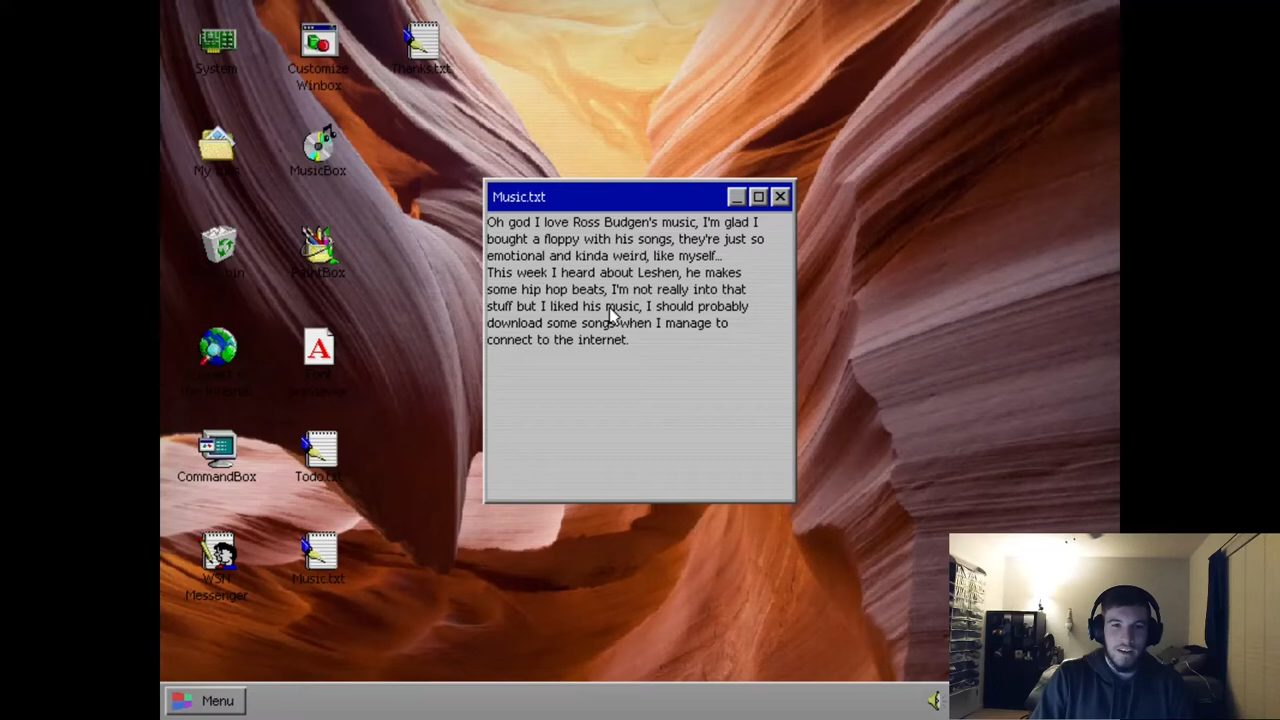 System
Customize
Winbox
Thanks.txt
MusicBox
Music.txt
Oh god I love Ross Budgen's music, I'm glad I
bought a floppy with his songs, they're just so
emotional and kinda weird, like myself...
This week I heard about Leshen, he makes
some hip hop beats, I'm not really into that
stuff but I liked his music, I should probably
download some songs when I manage to
connect to the internet.
PaintBox
CommandBox
Todo.txt
WSN
Messenger
Music.txt
Menu